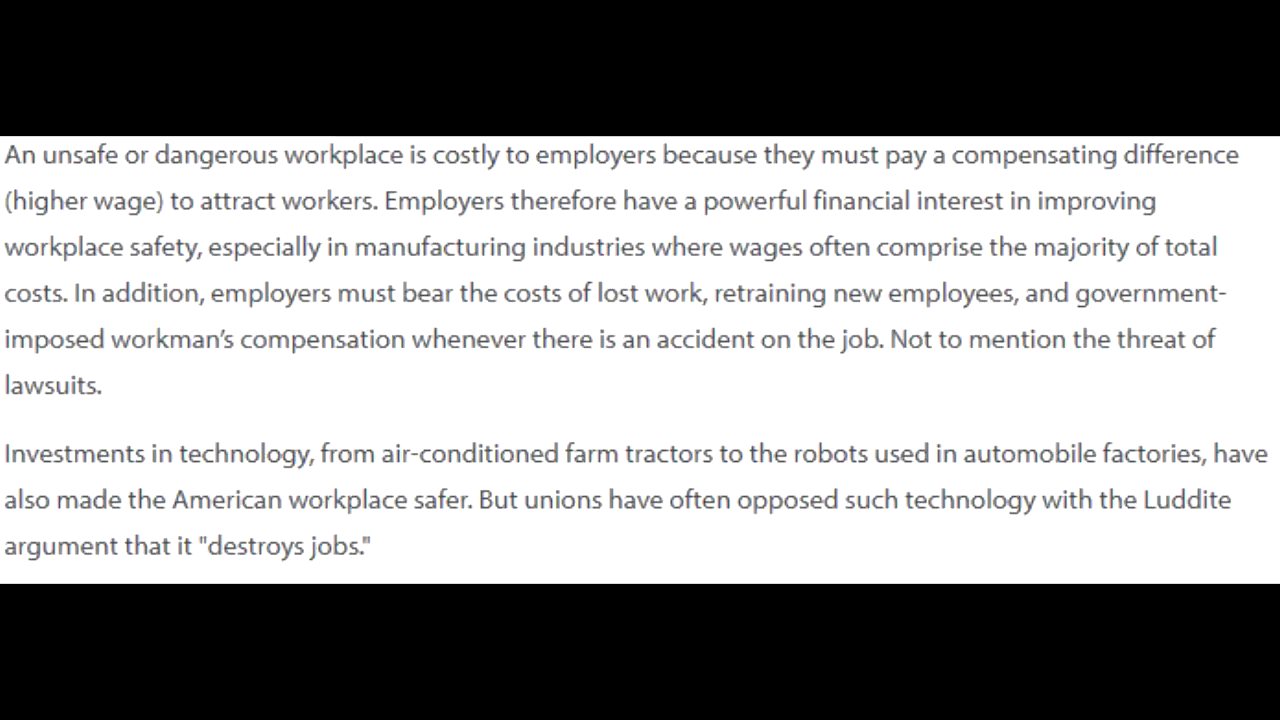 An unsafe or dangerous workplace is costly to employers because they must pay a compensating difference
(higher wage) to attract workers. Employers therefore have a powerful financial interest in improving
workplace safety, especially in manufacturing industries where wages often comprise the majority of total
costs. In addition, employers must bear the costs of lost work, retraining new employees, and government-
imposed workman’s compensation whenever there is an accident on the job. Not to mention the threat of
lawsuits.
Investments in technology, from air-conditioned farm tractors to the robots used in automobile factories, have
also made the American workplace safer. But unions have often opposed such technology with the Luddite
argument that it "destroys jobs."